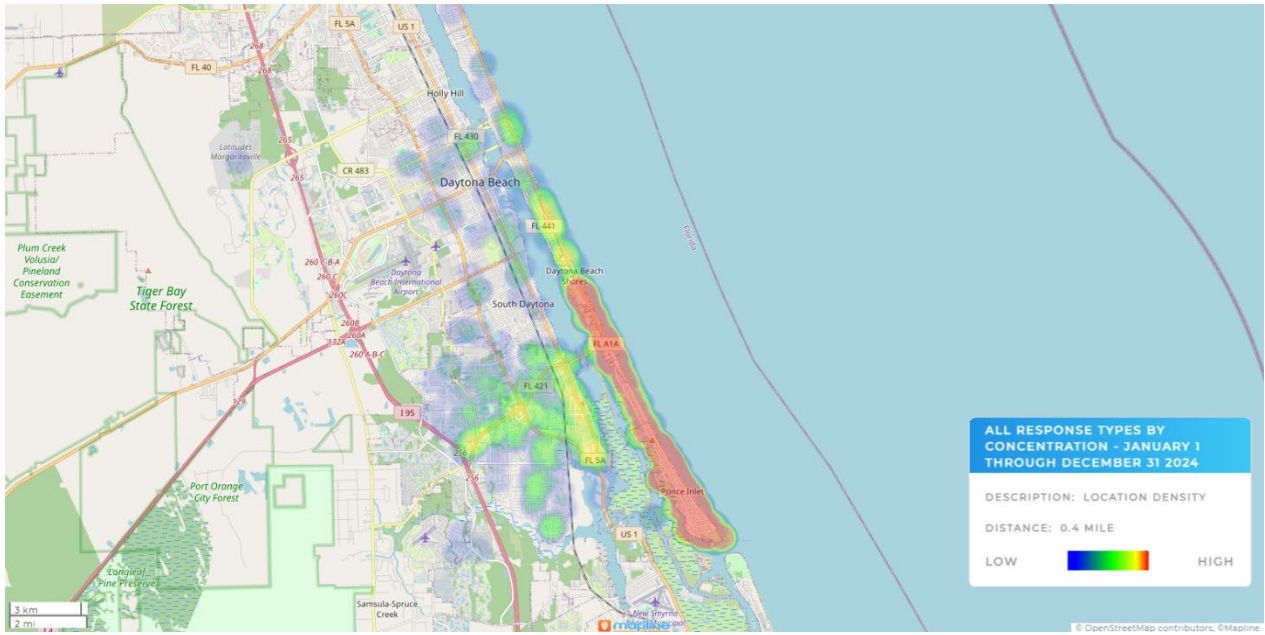 FL 5A
US 1
268
FL 40
268
Holly Hill
FL 430
265
Latitudes
Margaritaville
265
CR 483
Daytona Beach
FL 441
Florida
Plum Creek
Volusia/
Pineland
Conservation
Easement
260 C-B-A
260 C
Daytona
Beach International
Airport
Daytona Beach
Shores
Tiger Bay
State Forest
260C
South Daytona
260B
260A
132A
260 A-B-C
FL A1A
FL 421
129
I 95
256
FL 5A
256
Port Orange
City Forest
Ponce Inlet
US 1
Longleaf
Pine Preserve
Samsula-Spruce
Creek
New Smyrna
3 km
2 mi
mapline
ALL RESPONSE TYPES BY
CONCENTRATION - JANUARY 1
THROUGH DECEMBER 31 2024
DESCRIPTION: LOCATION DENSITY
DISTANCE: 0.4 MILE
LOW HIGH
© OpenStreetMap contributors, ©Mapline